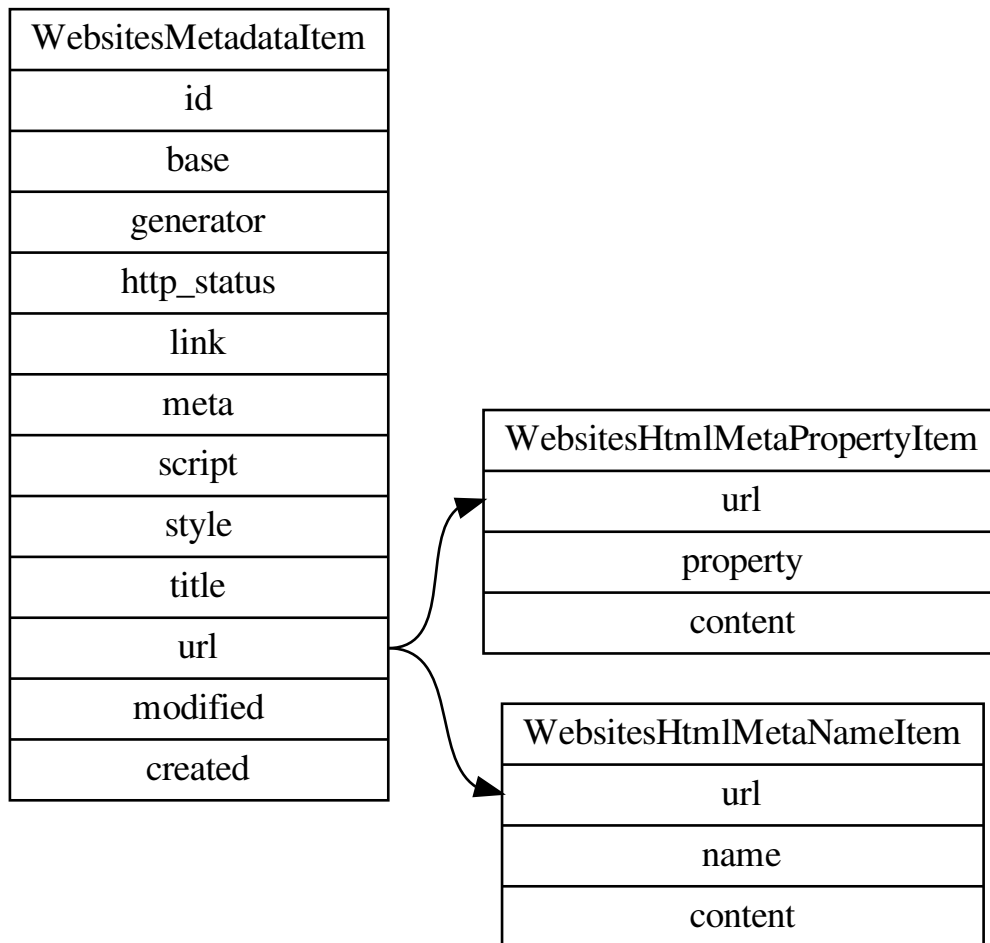 WebsitesMetadataItem
id
base
generator
http_status
link
meta
script
style
title
url
modified
created
WebsitesHtmlMetaPropertyItem
url
property
content
WebsitesHtmlMetaNameItem
url
name
content